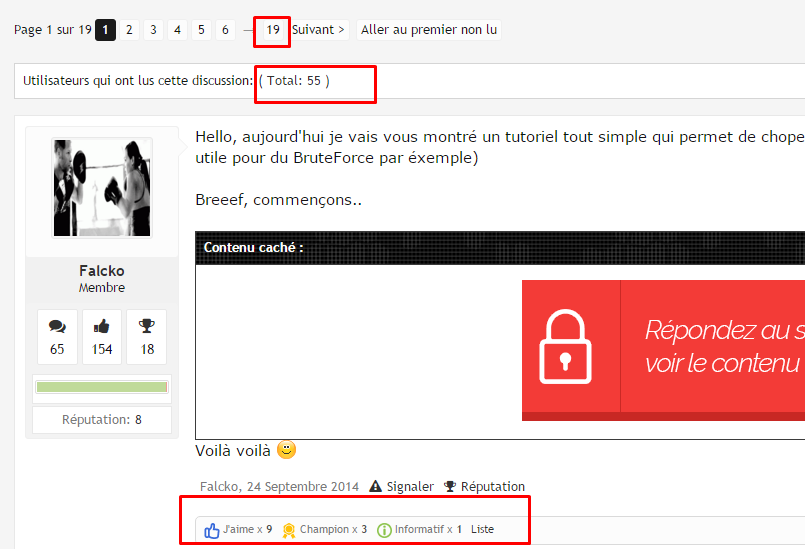 Page 1 sur 19 1 2 3 4 5 6 — 19 Suivant > Aller au premier non lu
Utilisateurs qui ont lus cette discussion: ( Total: 55 )
Hello, aujourd'hui je vais vous montré un tutoriel tout simple qui permet de chope
utile pour du BruteForce par éxemple)
Breeef, commençons..
Contenu caché :
Répondez au s
voir le contenu
Falcko
Membre
65 154 18
Réputation: 8
Voilà voilà
Falcko, 24 Septembre 2014 Signaler Réputation
J'aime x 9 Champion x 3 Informatif x 1 Liste